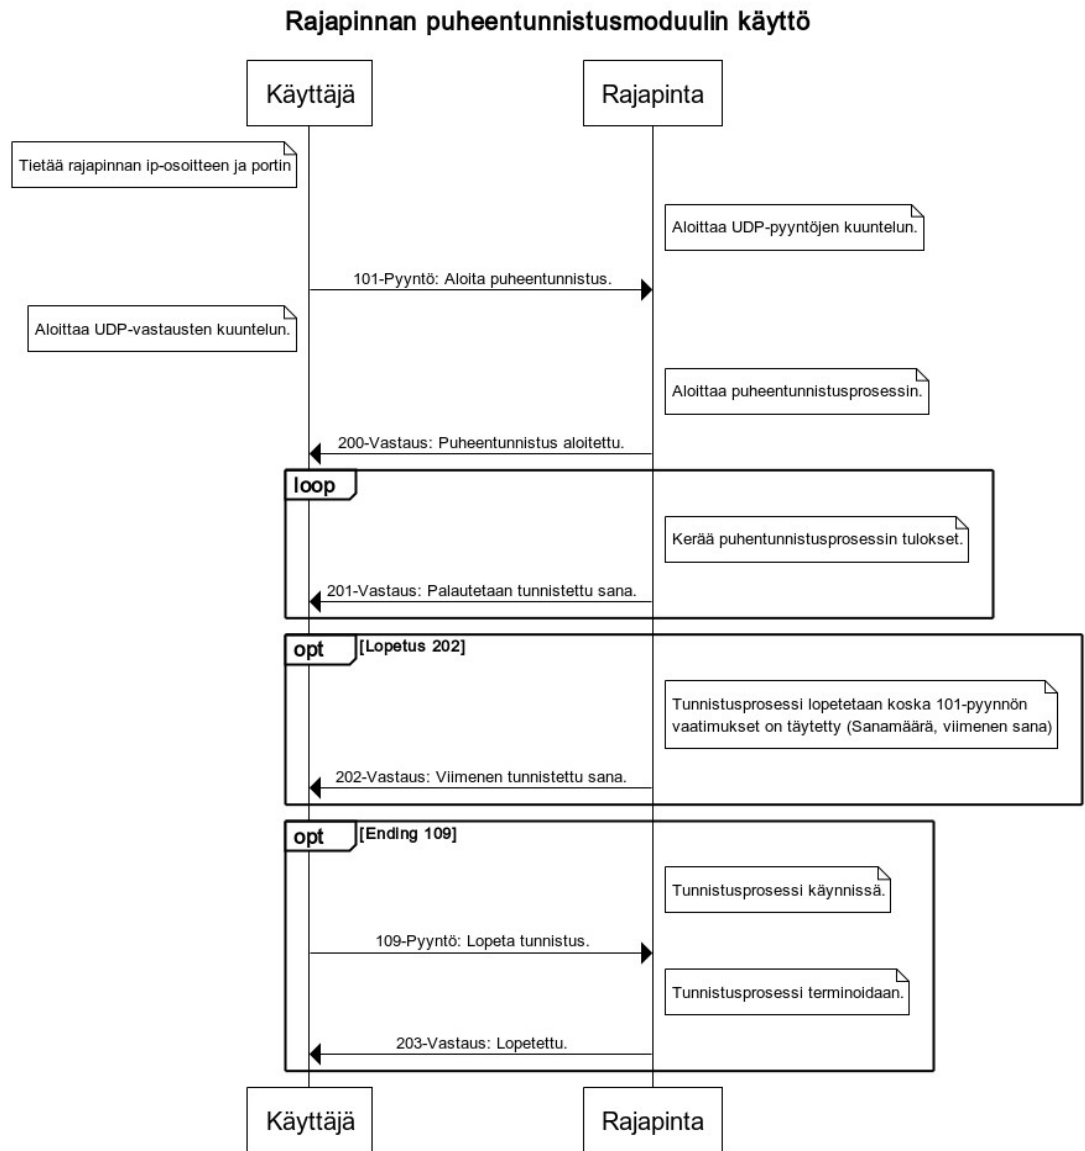 Rajapinnan puheentunnistusmoduulin käyttö
Käyttäjä
Rajapinta
Tietää rajapinnan ip-osoitteen ja portin
Aloittaa UDP-pyyntöjen kuuntelun.
101-Pyyntö: Aloita puheentunnistus.
Aloittaa UDP-vastausten kuuntelun.
Aloittaa puheentunnistusprosessin.
200-Vastaus: Puheentunnistus aloitettu.
loop
Kerää puhentunnistusprosessin tulokset.
201-Vastaus: Palautetaan tunnistettu sana.
opt [Lopetus 202]
Tunnistusprosessi lopetetaan koska 101-pyynnön
vaatimukset on täytetty (Sanamäärä, viimenen sana)
202-Vastaus: Viimenen tunnistettu sana.
opt [Ending 109]
Tunnistusprosessi käynnissä.
109-Pyyntö: Lopeta tunnistus.
Tunnistusprosessi terminoidaan.
203-Vastaus: Lopetettu.
Käyttäjä
Rajapinta